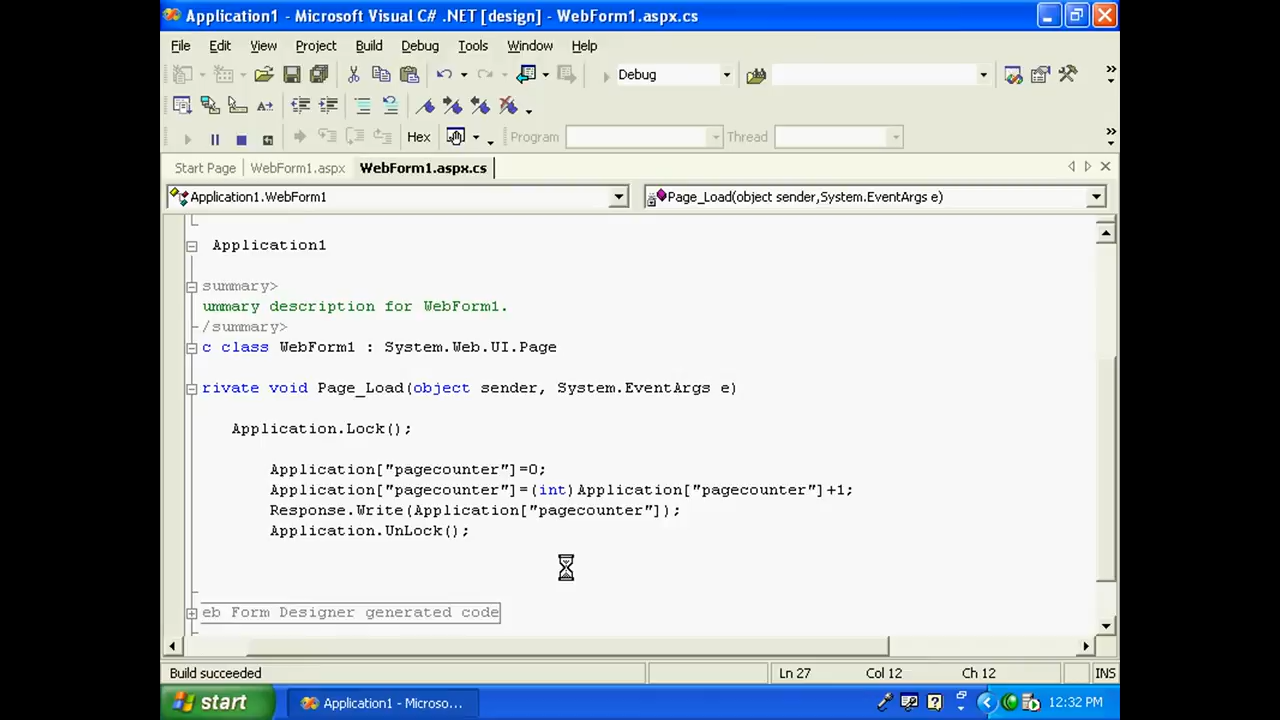 Application1 - Microsoft Visual C# .NET [design] - WebForm1.aspx.cs
File Edit View Project Build Debug Tools Window Help
Debug
Hex Program Thread
Start Page WebForm1.aspx WebForm1.aspx.cs
Application1.WebForm1 Page_Load(object sender,System.EventArgs e)
Application1
summary>
ummary description for WebForm1.
/summary>
c class WebForm1 : System.Web.UI.Page
rivate void Page_Load(object sender, System.EventArgs e)
Application.Lock();
Application["pagecounter"]=0;
Application["pagecounter"]=(int)Application["pagecounter"]+1;
Response.Write(Application["pagecounter"]);
Application.UnLock();
eb Form Designer generated code
Build succeeded Ln 27 Col 12 Ch 12 INS
start Application1 - Microso... 12:32 PM